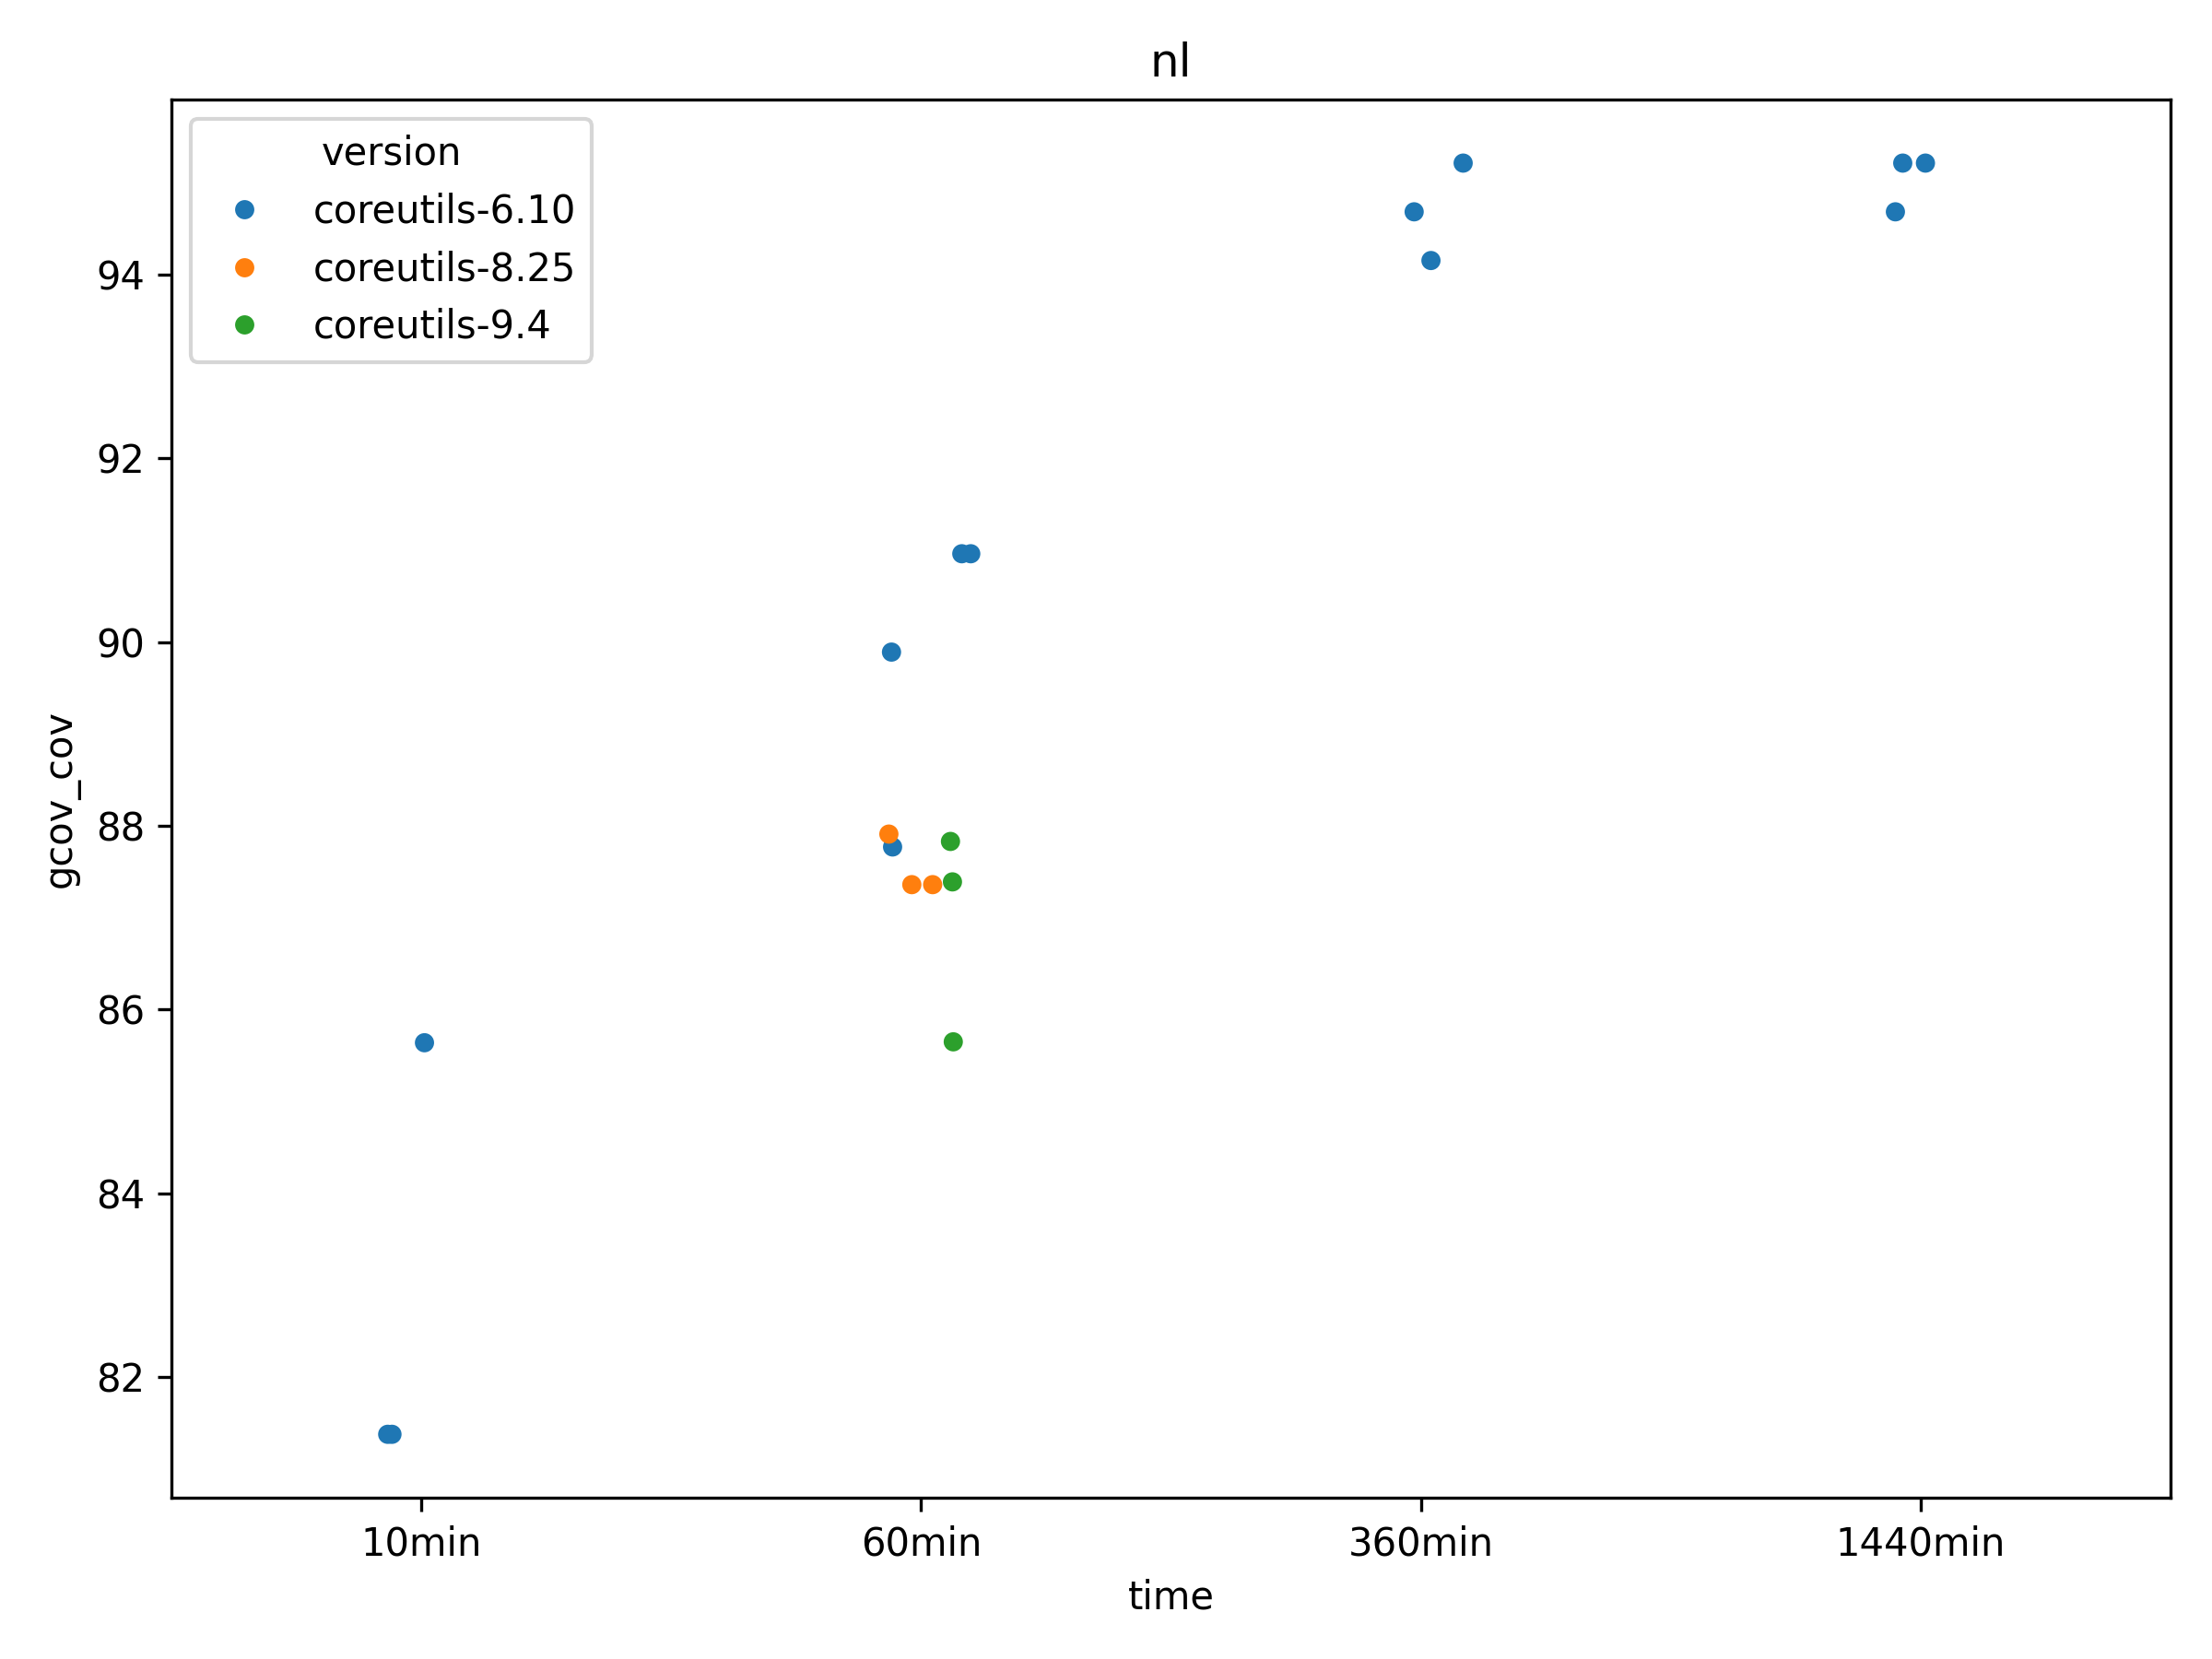 nl
version
coreutils-6.10
coreutils-8.25
coreutils-9.4
gcov_cov
94
92
90
88
86
84
82
10min 60min 360min 1440min
time